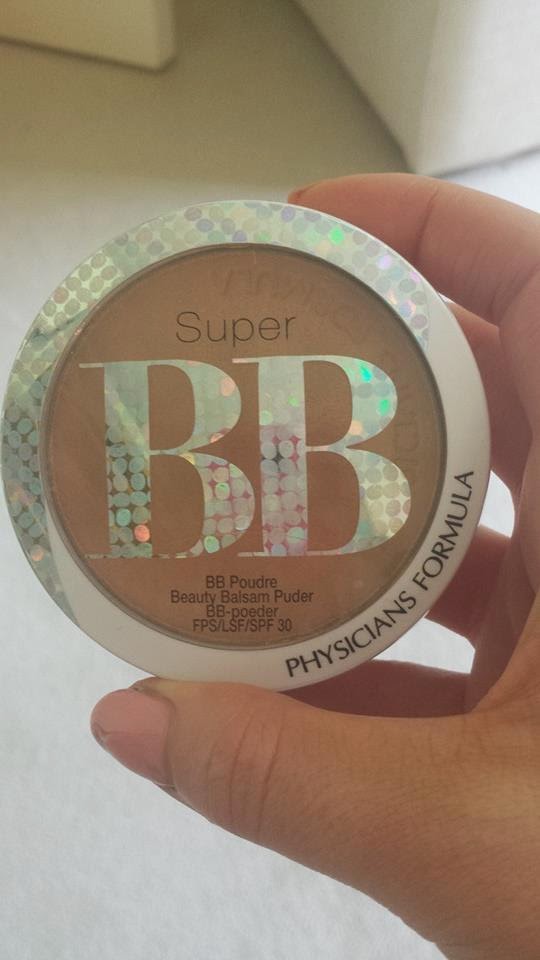 Super
BB
BB Poudre
Beauty Balsam Puder
BB-poeder
FPS/LSF/SPF 30
PHYSICIANS FORMULA